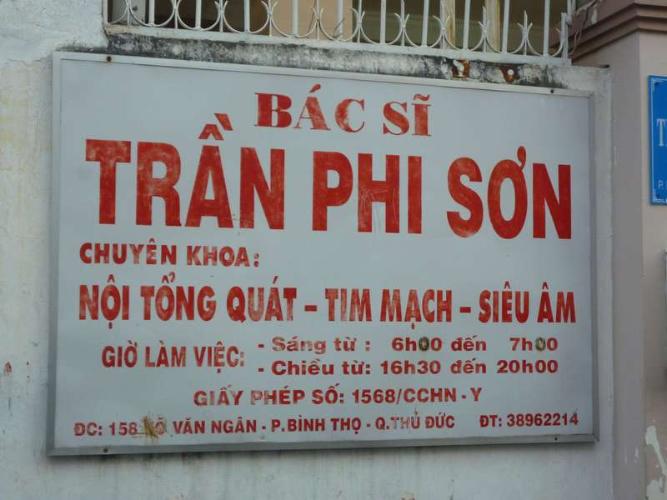 BÁC SĨ
TRẦN PHI SƠN
CHUYÊN KHOA:
NỘI TỔNG QUÁT - TIM MẠCH - SIÊU ÂM
GIỜ LÀM VIỆC: - Sáng từ : 6h00 đến 7h00
- Chiều từ: 16h30 đến 20h00
GIẤY PHÉP SỐ: 1568/CCHN - Y
ĐC: 158 VÕ VĂN NGÂN - P.BÌNH THỌ - Q.THỦ ĐỨC ĐT: 38962214